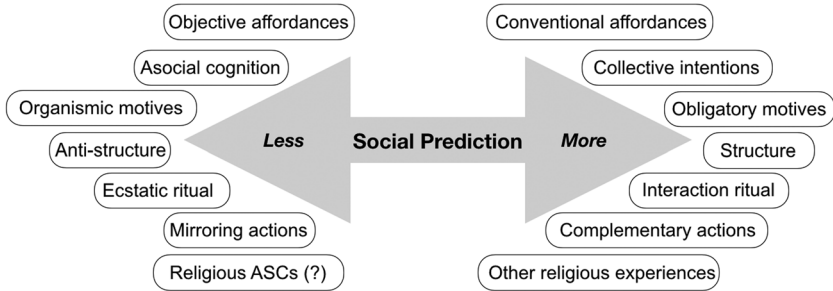 Objective affordances
Conventional affordances
Asocial cognition
Collective intentions
Organismic motives
Obligatory motives
Anti-structure
Less
Social Prediction
More
Structure
Ecstatic ritual
Interaction ritual
Mirroring actions
Complementary actions
Religious ASCs (?)
Other religious experiences